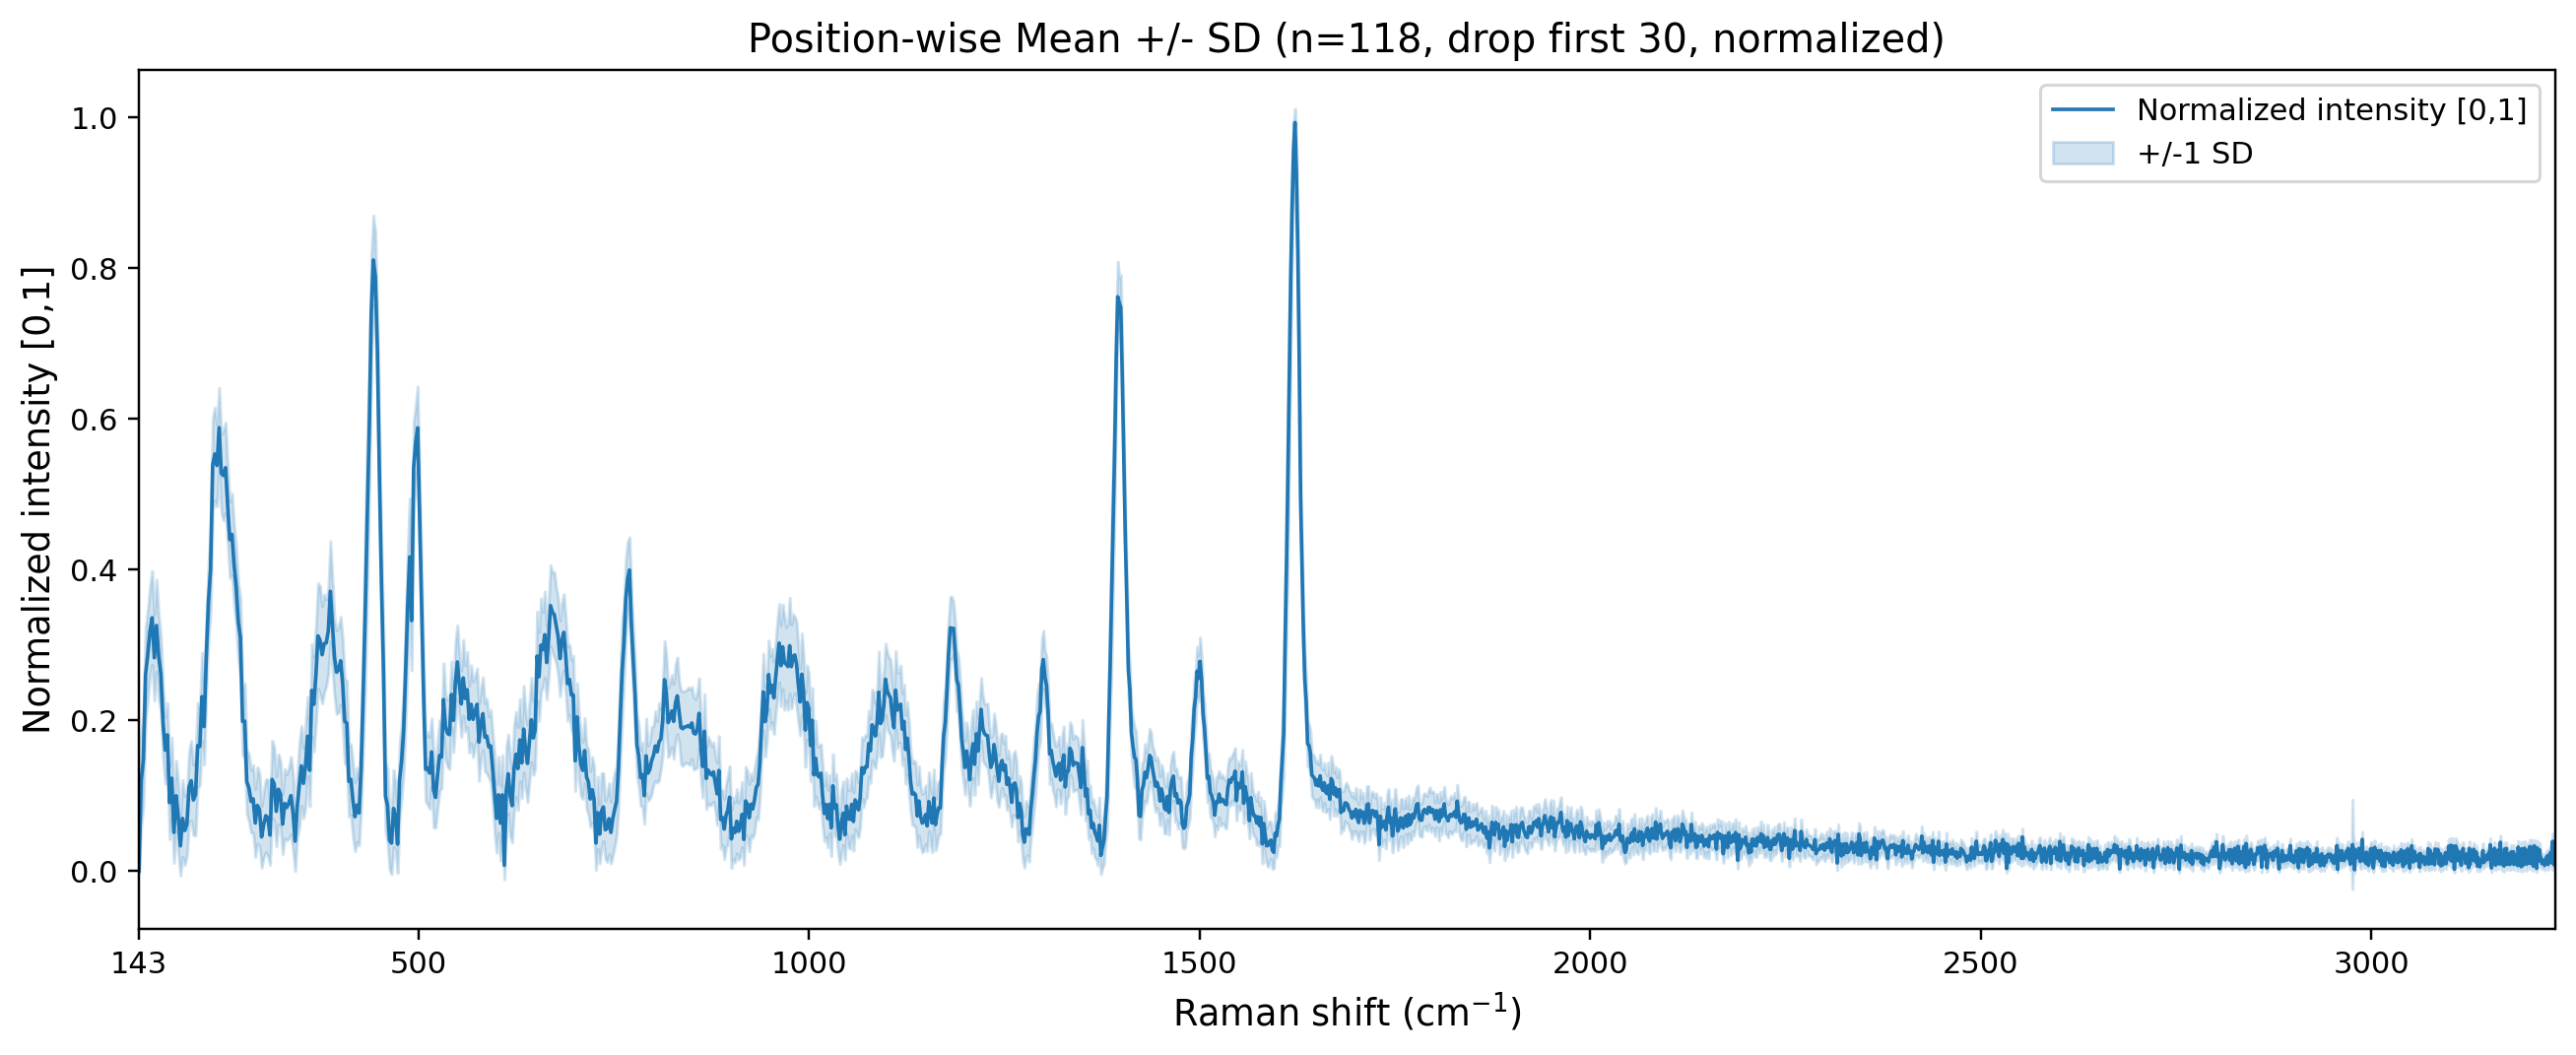 Position-wise Mean +/- SD (n=118, drop first 30, normalized)
Normalized intensity [0,1]
+/-1 SD
Normalized intensity [0,1]
1.0
0.8
0.6
0.4
0.2
0.0
143 500 1000 1500 2000 2500 3000
Raman shift (cm⁻¹)